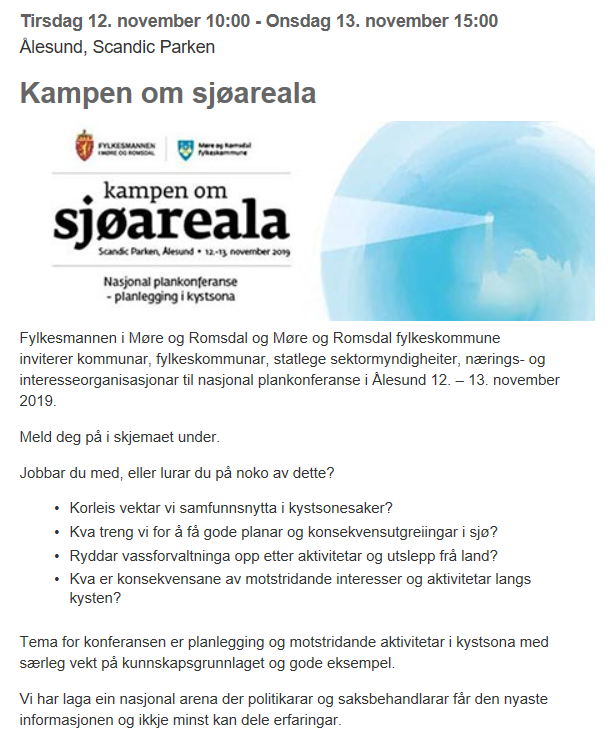 Tirsdag 12. november 10:00 - Onsdag 13. november 15:00
Ålesund, Scandic Parken
Kampen om sjøareala
FYLKESMANNEN
I MØRE OG ROMSDAL
Møre og Romsdal
fylkeskommune
kampen om
sjøareala
Scandic Parken, Ålesund • 12.-13. november 2019
Nasjonal plankonferanse
- planlegging i kystsona
Fylkesmannen i Møre og Romsdal og Møre og Romsdal fylkeskommune
inviterer kommunar, fylkeskommunar, statlege sektormyndigheiter, nærings- og
interesseorganisasjonar til nasjonal plankonferanse i Ålesund 12. – 13. november
2019.
Meld deg på i skjemaet under.
Jobbar du med, eller lurar du på noko av dette?
• Korleis vektar vi samfunnsnytta i kystsonesaker?
• Kva treng vi for å få gode planar og konsekvensutgreiingar i sjø?
• Ryddar vassforvaltninga opp etter aktivitetar og utslepp frå land?
• Kva er konsekvensane av motstridande interesser og aktivitetar langs
kysten?
Tema for konferansen er planlegging og motstridande aktivitetar i kystsona med
særleg vekt på kunnskapsgrunnlaget og gode eksempel.
Vi har laga ein nasjonal arena der politikarar og saksbehandlarar får den nyaste
informasjonen og ikkje minst kan dele erfaringar.